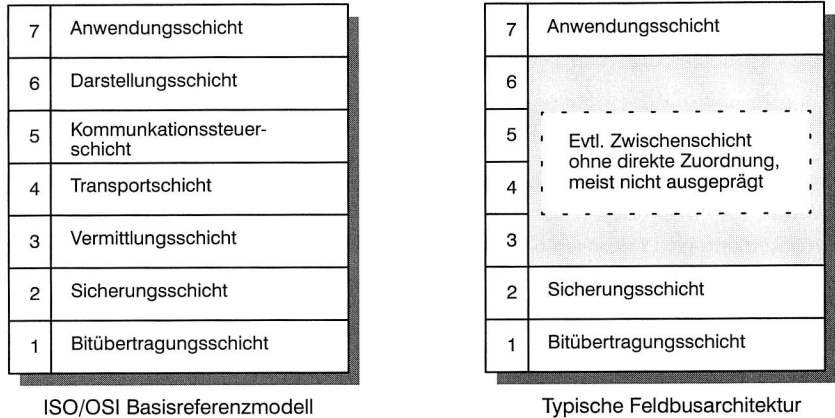 7 Anwendungsschicht
6 Darstellungsschicht
5 Kommunkationssteuer-
schicht
4 Transportschicht
3 Vermittlungsschicht
2 Sicherungsschicht
1 Bitübertragungsschicht
ISO/OSI Basisreferenzmodell
7 Anwendungsschicht
6
5
4
3
Evtl. Zwischenschicht
ohne direkte Zuordnung,
meist nicht ausgeprägt
2 Sicherungsschicht
1 Bitübertragungsschicht
Typische Feldbusarchitektur